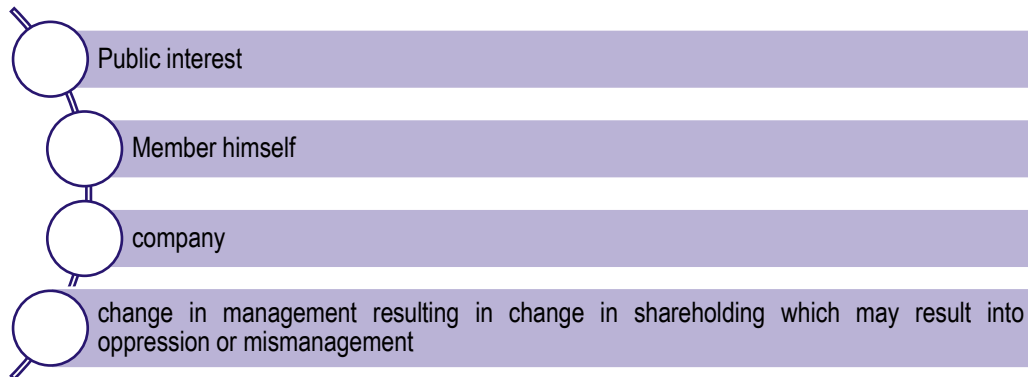 Public interest
Member himself
company
change in management resulting in change in shareholding which may result into
oppression or mismanagement